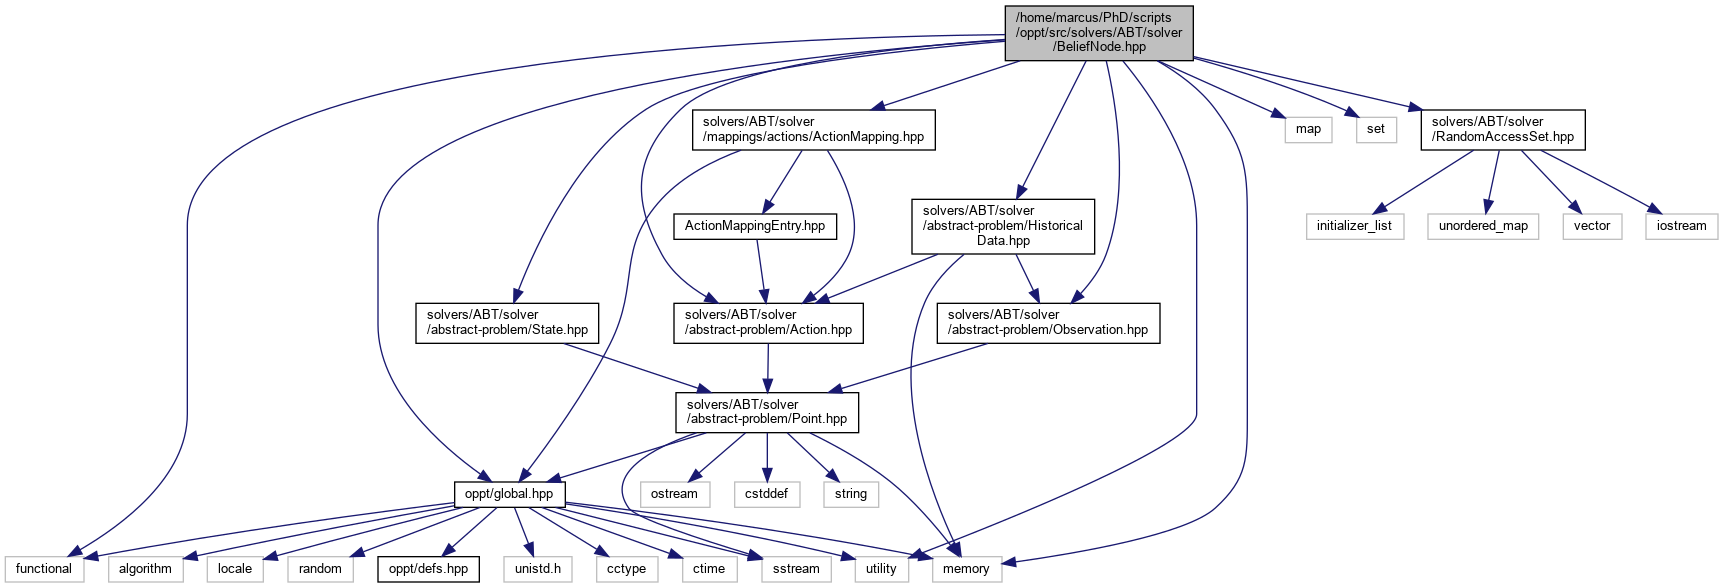 /home/marcus/PhD/scripts
/oppt/src/solvers/ABT/solver
/BeliefNode.hpp
solvers/ABT/solver
/mappings/actions/ActionMapping.hpp
map
set
solvers/ABT/solver
/RandomAccessSet.hpp
ActionMappingEntry.hpp
solvers/ABT/solver
/abstract-problem/Historical
Data.hpp
initializer_list
unordered_map
vector
iostream
solvers/ABT/solver
/abstract-problem/State.hpp
solvers/ABT/solver
/abstract-problem/Action.hpp
solvers/ABT/solver
/abstract-problem/Observation.hpp
solvers/ABT/solver
/abstract-problem/Point.hpp
oppt/global.hpp
ostream
cstddef
string
functional
algorithm
locale
random
oppt/defs.hpp
unistd.h
cctype
ctime
sstream
utility
memory